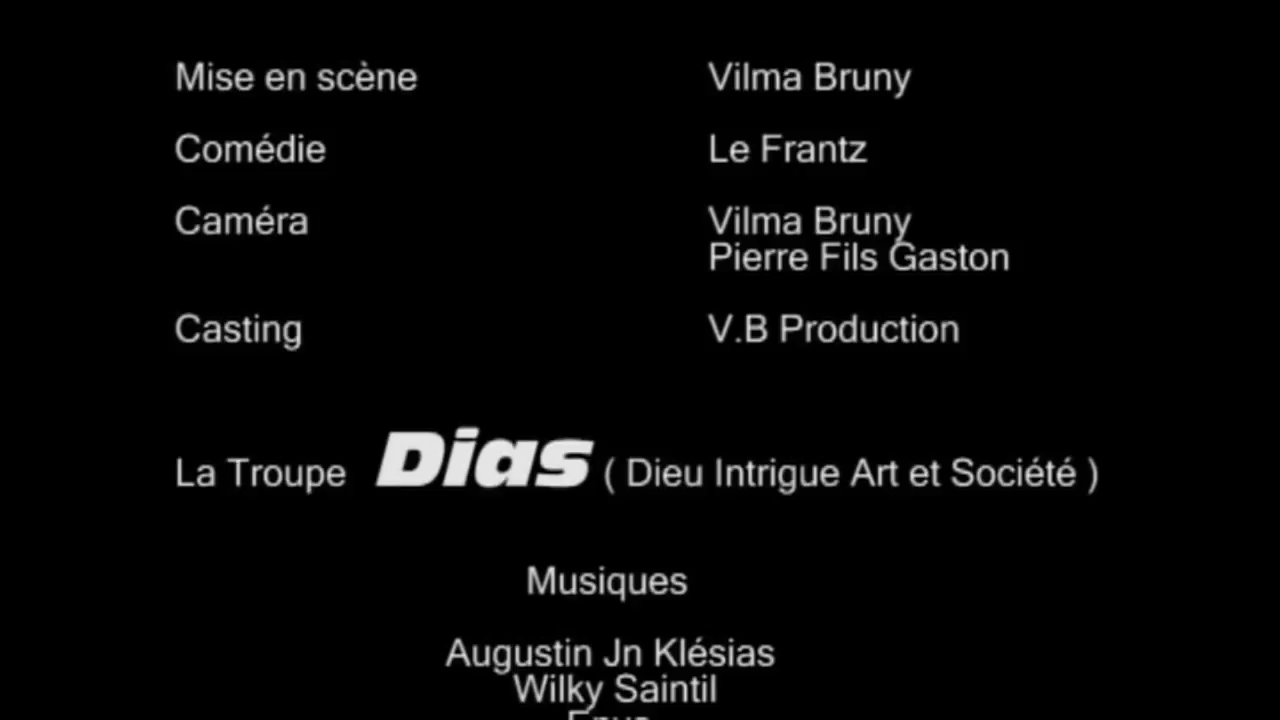 Mise en scène Vilma Bruny
Comédie Le Frantz
Caméra Vilma Bruny
Pierre Fils Gaston
Casting V.B Production
La Troupe Dias ( Dieu Intrigue Art et Société )
Musiques
Augustin Jn Klésias
Wilky Saintil